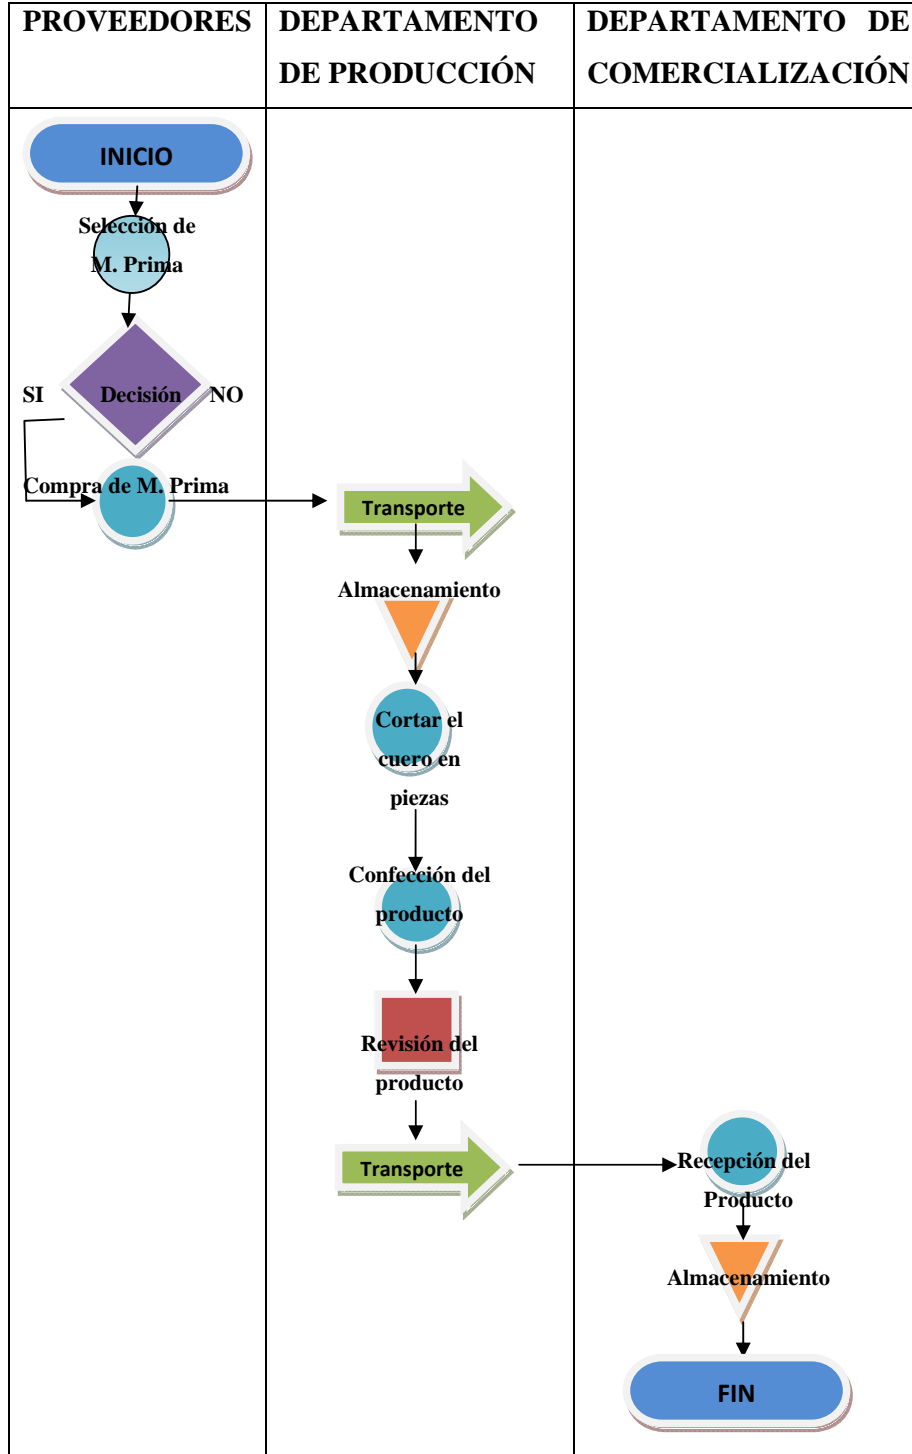 PROVEEDORES
DEPARTAMENTO
DE PRODUCCIÓN
DEPARTAMENTO DE
COMERCIALIZACIÓN
INICIO
Selección de
M. Prima
SI Decisión NO
Compra de M. Prima
Transporte
Almacenamiento
Cortar el
cuero en
piezas
Confección del
producto
Revisión del
producto
Transporte
Recepción del
Producto
Almacenamiento
FIN